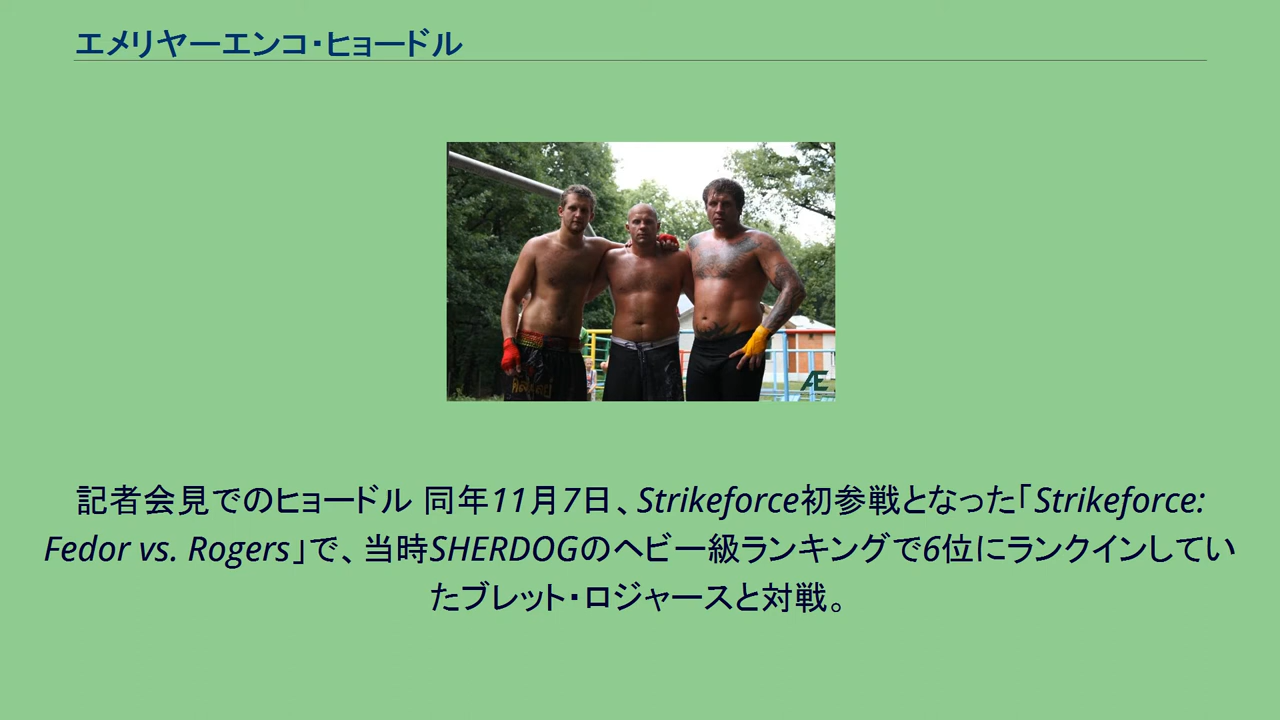 エメリヤーエンコ・ヒョードル
Æ
記者会見でのヒョードル 同年11月7日、Strikeforce初参戦となった「Strikeforce:
Fedor vs. Rogers」で、当時SHERDOGのヘビー級ランキングで6位にランクインしてい
たブレット・ロジャースと対戦。